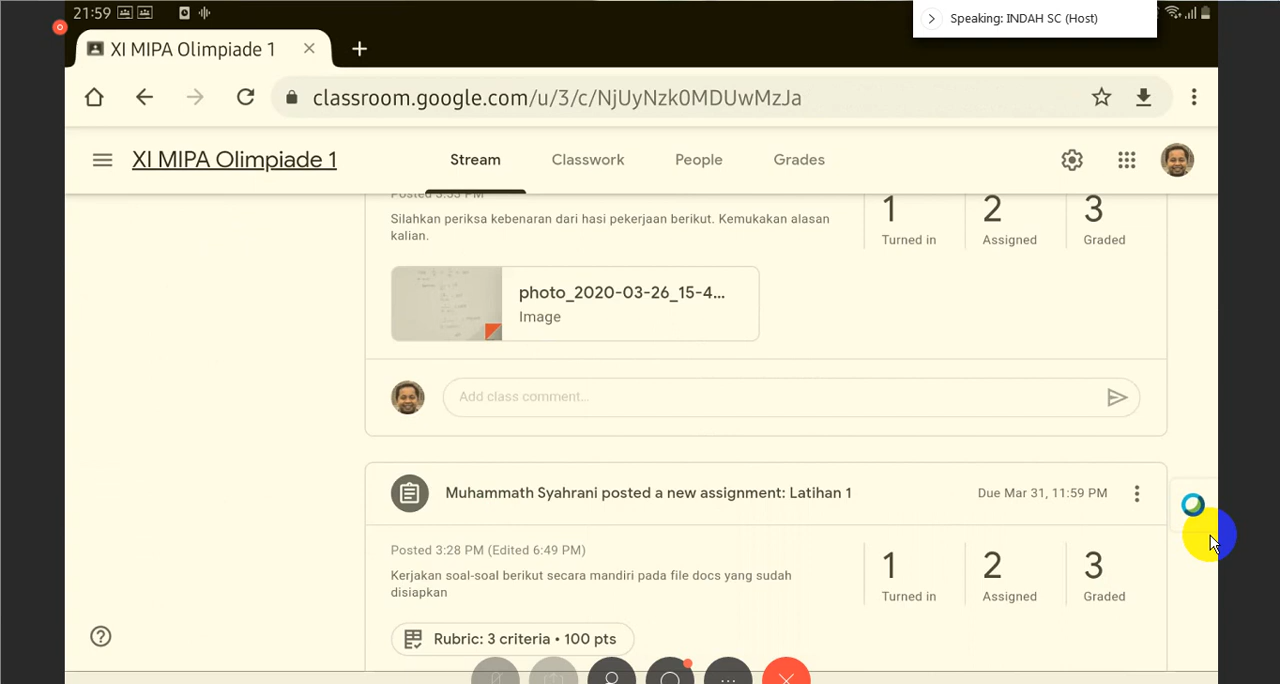 21:59
Speaking: INDAH SC (Host)
XI MIPA Olimpiade 1
classroom.google.com/u/3/c/NjUyNzk0MDUwMzJa
XI MIPA Olimpiade 1
Stream
Classwork
People
Grades
Posted 3:33 PM
Silahkan periksa kebenaran dari hasi pekerjaan berikut. Kemukakan alasan
kalian.
1
Turned in
2
Assigned
3
Graded
photo_2020-03-26_15-4...
Image
Add class comment...
Muhammath Syahrani posted a new assignment: Latihan 1
Due Mar 31, 11:59 PM
Posted 3:28 PM (Edited 6:49 PM)
Kerjakan soal-soal berikut secara mandiri pada file docs yang sudah
disiapkan
1
Turned in
2
Assigned
3
Graded
Rubric: 3 criteria • 100 pts